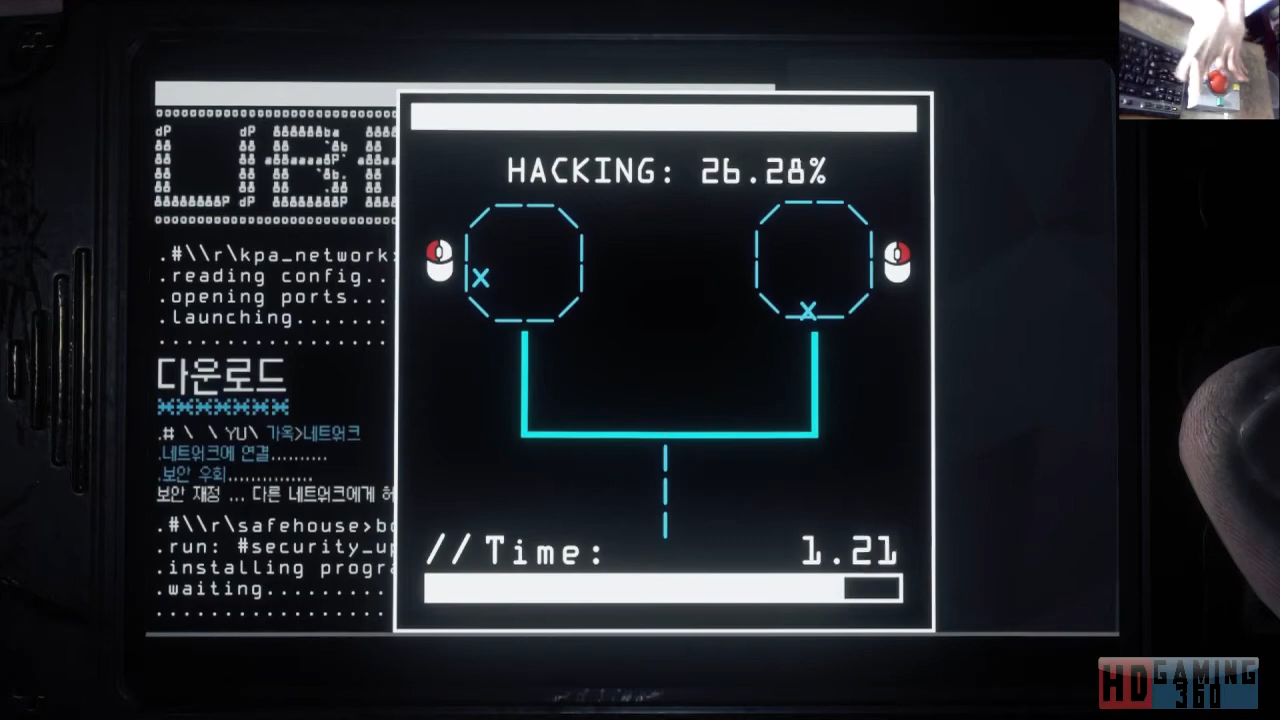 .#\\r\kpa_network:
.reading config..
.opening ports...
.launching.......
.................
다운로드
.# \ \ YU\ 가옥>네트워크
.네트워크에 연결..........
.보안 우회...............
보안 재정 ... 다른 네트워크에게 허
.#\\r\safehouse>bo
.run: #security_up
.installing progra
.waiting.........
.................
HACKING: 26.28%
X
X
//Time: 1.21
HDGAMING
360